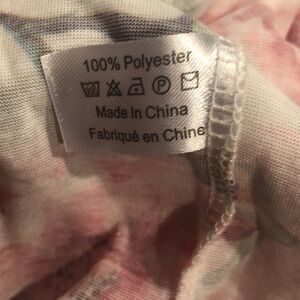 100% Polyester
Made In China
Fabriqué en Chine